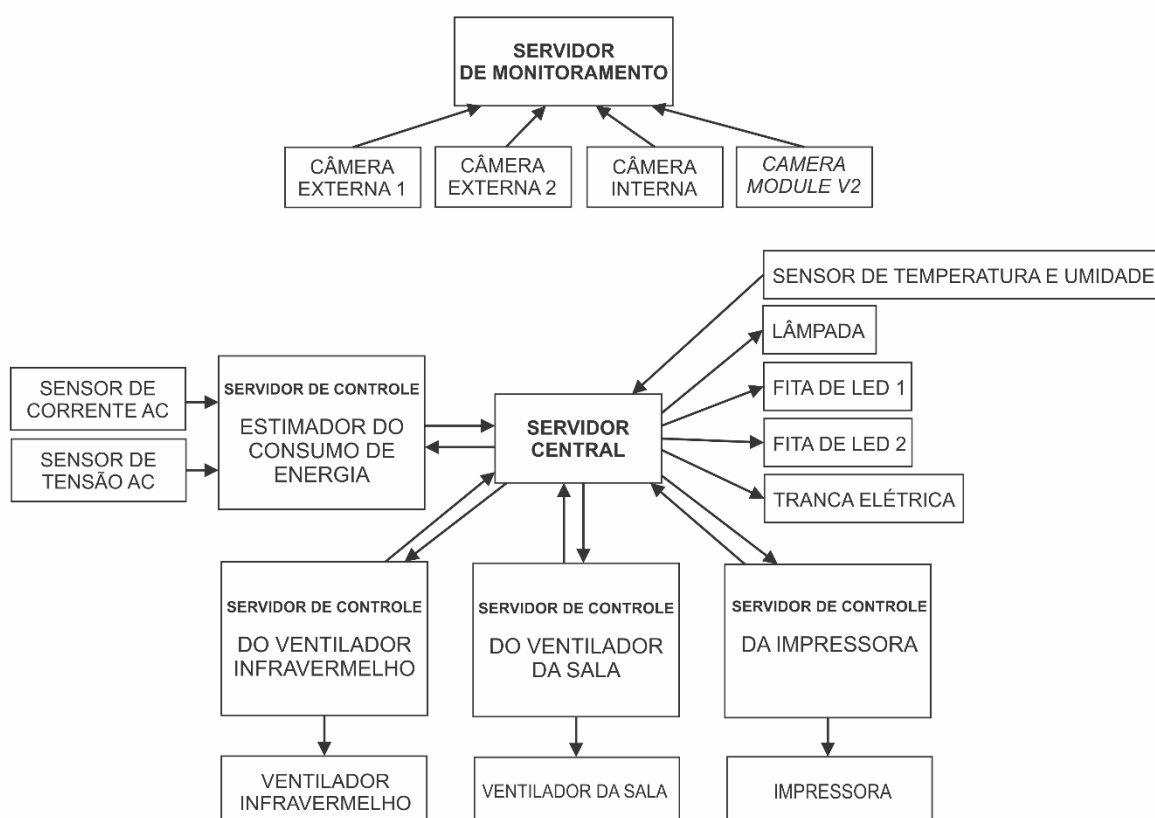 SERVIDOR
DE MONITORAMENTO
CÂMERA
EXTERNA 1
CÂMERA
EXTERNA 2
CÂMERA
INTERNA
CAMERA
MODULE V2
SENSOR DE TEMPERATURA E UMIDADE
LÂMPADA
FITA DE LED 1
FITA DE LED 2
TRANCA ELÉTRICA
SENSOR DE
CORRENTE AC
SENSOR DE
TENSÃO AC
SERVIDOR DE CONTROLE
ESTIMADOR DO
CONSUMO DE
ENERGIA
SERVIDOR
CENTRAL
SERVIDOR DE CONTROLE
DO VENTILADOR
INFRAVERMELHO
SERVIDOR DE CONTROLE
DO VENTILADOR
DA SALA
SERVIDOR DE CONTROLE
DA IMPRESSORA
VENTILADOR
INFRAVERMELHO
VENTILADOR DA SALA
IMPRESSORA